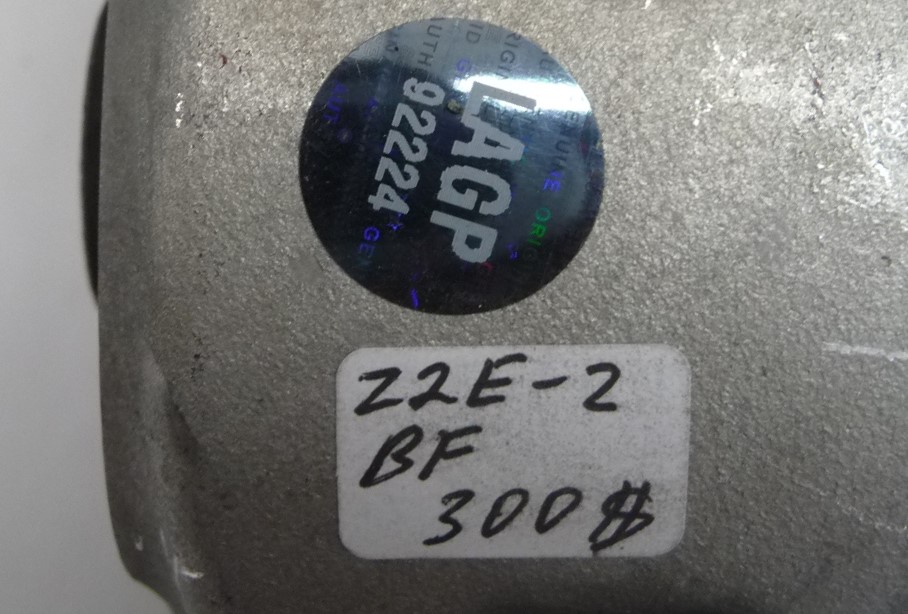 LAGP
92224
Z2E-2
BF
300$